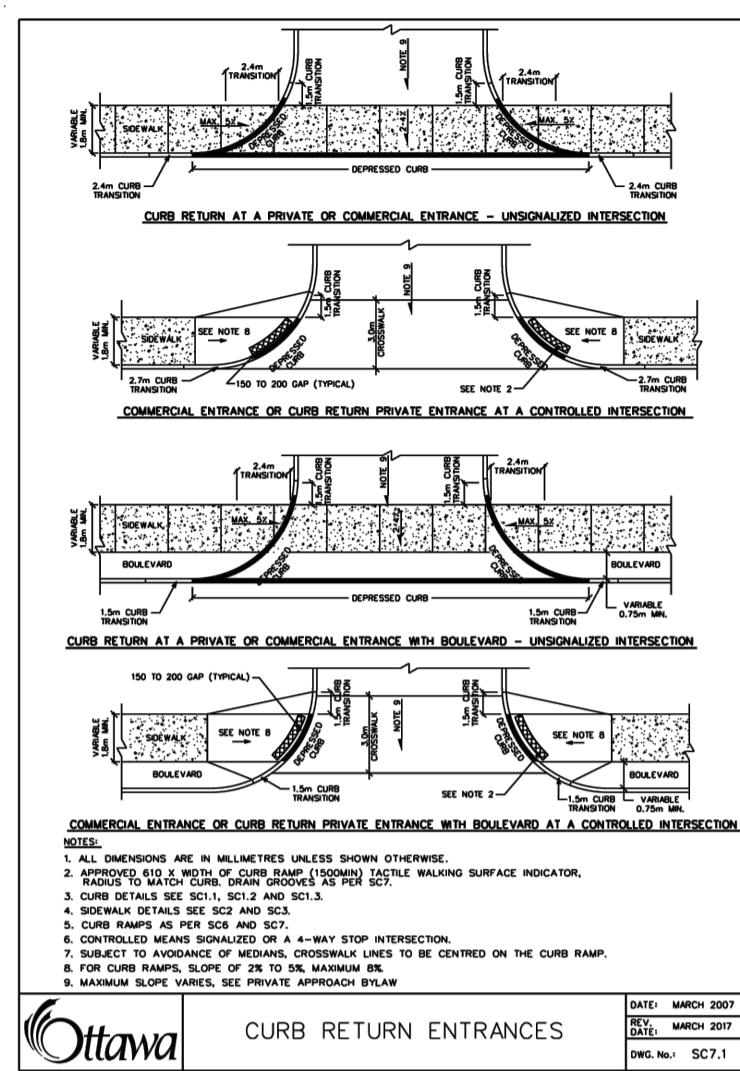 2.4m
TRANSITION
1.5m CURB
TRANSITION
NOTE 9
1.5m CURB
TRANSITION
2.4m
TRANSITION
VARIABLE
1.8m MIN.
SIDEWALK
MAX. 5%
DEPRESSED
CURB
2-4%
DEPRESSED
CURB
MAX. 5%
2.4m CURB
TRANSITION
DEPRESSED CURB
2.4m CURB
TRANSITION
CURB RETURN AT A PRIVATE OR COMMERCIAL ENTRANCE - UNSIGNALIZED INTERSECTION
1.5m CURB
TRANSITION
NOTE 9
1.5m CURB
TRANSITION
VARIABLE
1.8m MIN.
SIDEWALK
SEE NOTE 8
DEPRESSED
CURB
3.0m
CROSSWALK
DEPRESSED
CURB
SEE NOTE 8
SIDEWALK
2.7m CURB
TRANSITION
150 TO 200 GAP (TYPICAL)
SEE NOTE 2
2.7m CURB
TRANSITION
COMMERCIAL ENTRANCE OR CURB RETURN PRIVATE ENTRANCE AT A CONTROLLED INTERSECTION
2.4m
TRANSITION
1.5m CURB
TRANSITION
NOTE 9
1.5m CURB
TRANSITION
2.4m
TRANSITION
VARIABLE
1.8m MIN.
SIDEWALK
MAX. 5%
2-4%
MAX. 5%
BOULEVARD
DEPRESSED
CURB
DEPRESSED
CURB
BOULEVARD
1.5m CURB
TRANSITION
DEPRESSED CURB
1.5m CURB
TRANSITION
VARIABLE
0.75m MIN.
CURB RETURN AT A PRIVATE OR COMMERCIAL ENTRANCE WITH BOULEVARD - UNSIGNALIZED INTERSECTION
150 TO 200 GAP (TYPICAL)
1.5m CURB
TRANSITION
NOTE 9
1.5m CURB
TRANSITION
VARIABLE
1.8m MIN.
SIDEWALK
SEE NOTE 8
DEPRESSED
CURB
3.0m
CROSSWALK
DEPRESSED
CURB
SEE NOTE 8
SIDEWALK
BOULEVARD
BOULEVARD
1.5m CURB
TRANSITION
SEE NOTE 2
1.5m CURB
TRANSITION
VARIABLE
0.75m MIN.
COMMERCIAL ENTRANCE OR CURB RETURN PRIVATE ENTRANCE WITH BOULEVARD AT A CONTROLLED INTERSECTION
NOTES:
1. ALL DIMENSIONS ARE IN MILLIMETRES UNLESS SHOWN OTHERWISE.
2. APPROVED 610 X WIDTH OF CURB RAMP (1500MIN) TACTILE WALKING SURFACE INDICATOR,
RADIUS TO MATCH CURB. DRAIN GROOVES AS PER SC7.
3. CURB DETAILS SEE SC1.1, SC1.2 AND SC1.3.
4. SIDEWALK DETAILS SEE SC2 AND SC3.
5. CURB RAMPS AS PER SC6 AND SC7.
6. CONTROLLED MEANS SIGNALIZED OR A 4-WAY STOP INTERSECTION.
7. SUBJECT TO AVOIDANCE OF MEDIANS, CROSSWALK LINES TO BE CENTRED ON THE CURB RAMP.
8. FOR CURB RAMPS, SLOPE OF 2% TO 5%, MAXIMUM 8%.
9. MAXIMUM SLOPE VARIES, SEE PRIVATE APPROACH BYLAW
Ottawa
CURB RETURN ENTRANCES
DATE: MARCH 2007
REV.
DATE: MARCH 2017
DWG. No.: SC7.1